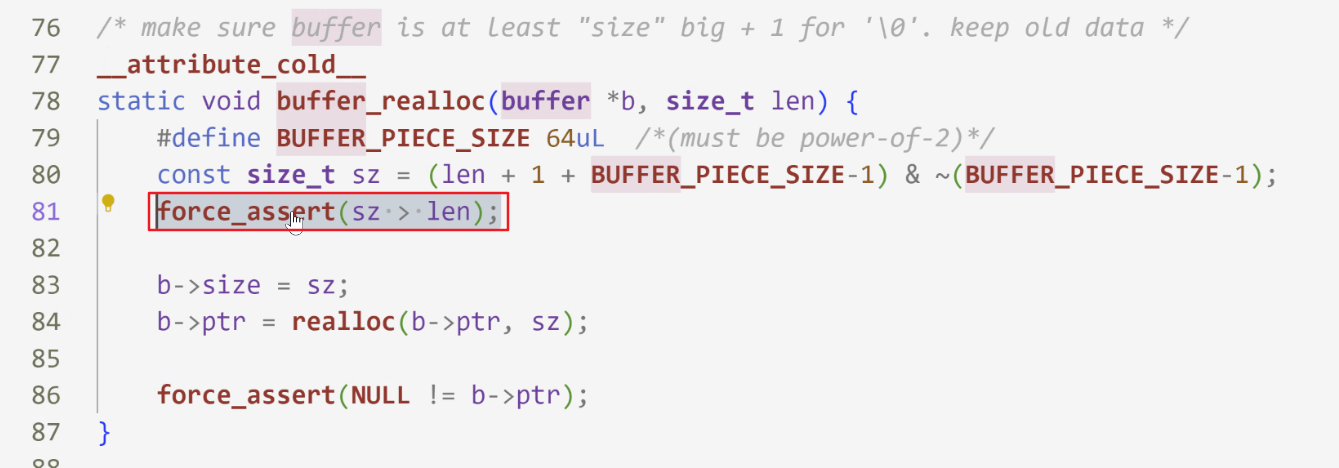 76 /* make sure buffer is at least "size" big + 1 for '\0'. keep old data */
77 __attribute_cold__
78 static void buffer_realloc(buffer *b, size_t len) {
79     #define BUFFER_PIECE_SIZE 64uL  /*(must be power-of-2)*/
80     const size_t sz = (len + 1 + BUFFER_PIECE_SIZE-1) & ~(BUFFER_PIECE_SIZE-1);
81     force_assert(sz > len);
82
83     b->size = sz;
84     b->ptr = realloc(b->ptr, sz);
85
86     force_assert(NULL != b->ptr);
87 }
88